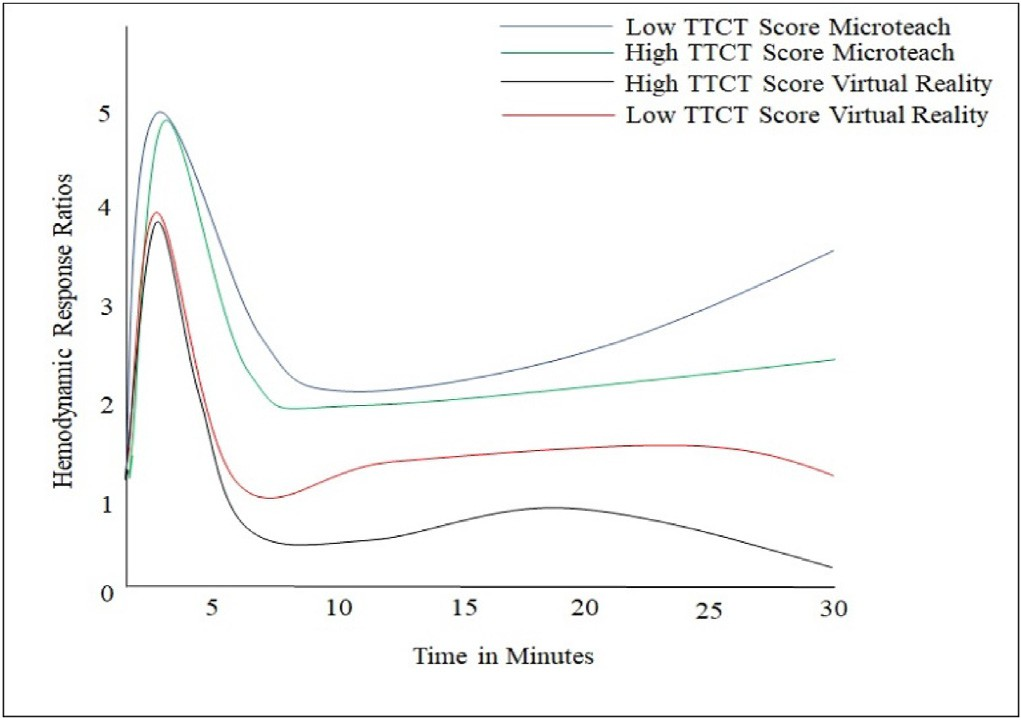 Low TTCT Score Microteach
High TTCT Score Microteach
High TTCT Score Virtual Reality
Low TTCT Score Virtual Reality
Hemodynamic Response Ratios
5
4
3
2
1
0
5 10 15 20 25 30
Time in Minutes